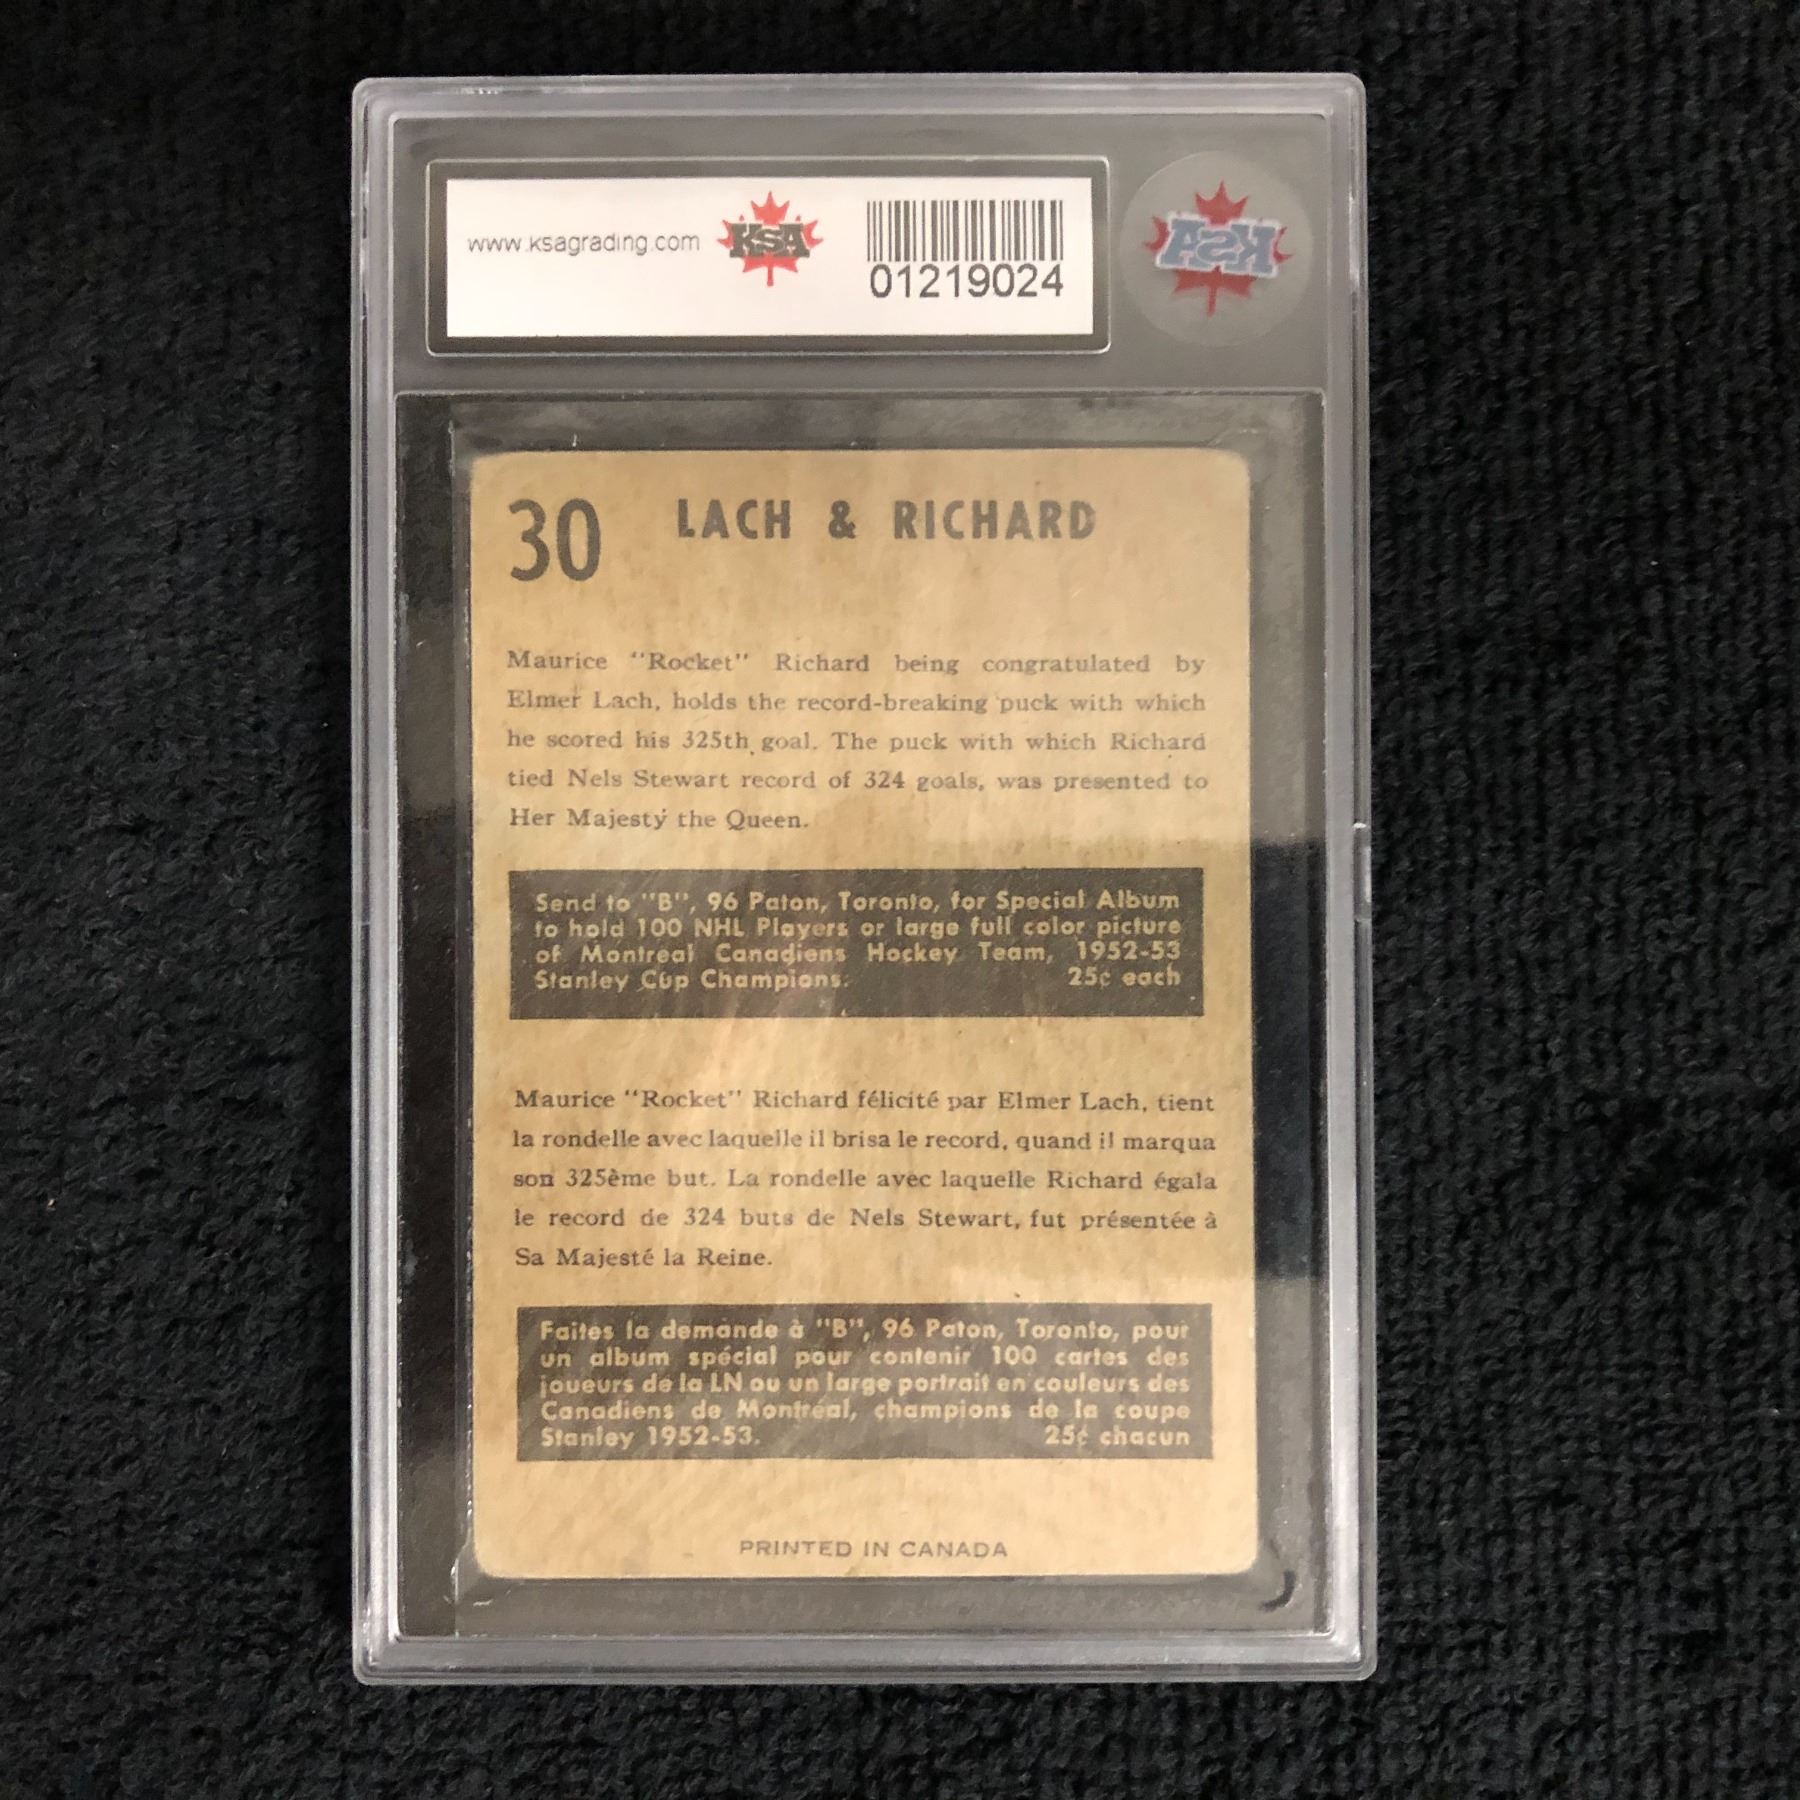 www.ksagrading.com KSA
01219024
KSA
30 LACH & RICHARD
Maurice "Rocket" Richard being congratulated by
Elmer Lach, holds the record-breaking puck with which
he scored his 325th goal. The puck with which Richard
tied Nels Stewart record of 324 goals, was presented to
Her Majesty the Queen.
Send to "B", 96 Paton, Toronto, for Special Album
to hold 100 NHL Players or large full color picture
of Montreal Canadiens Hockey Team, 1952-53
Stanley Cup Champions. 25¢ each
Maurice "Rocket" Richard félicité par Elmer Lach, tient
la rondelle avec laquelle il brisa le record, quand il marqua
son 325ème but. La rondelle avec laquelle Richard égala
le record de 324 buts de Nels Stewart, fut présentée à
Sa Majesté la Reine.
Faites la demande à "B", 96 Paton, Toronto, pour
un album spécial pour contenir 100 cartes des
joueurs de la LN ou un large portrait en couleurs des
Canadiens de Montréal, champions de la coupe
Stanley 1952-53. 25¢ chacun
PRINTED IN CANADA